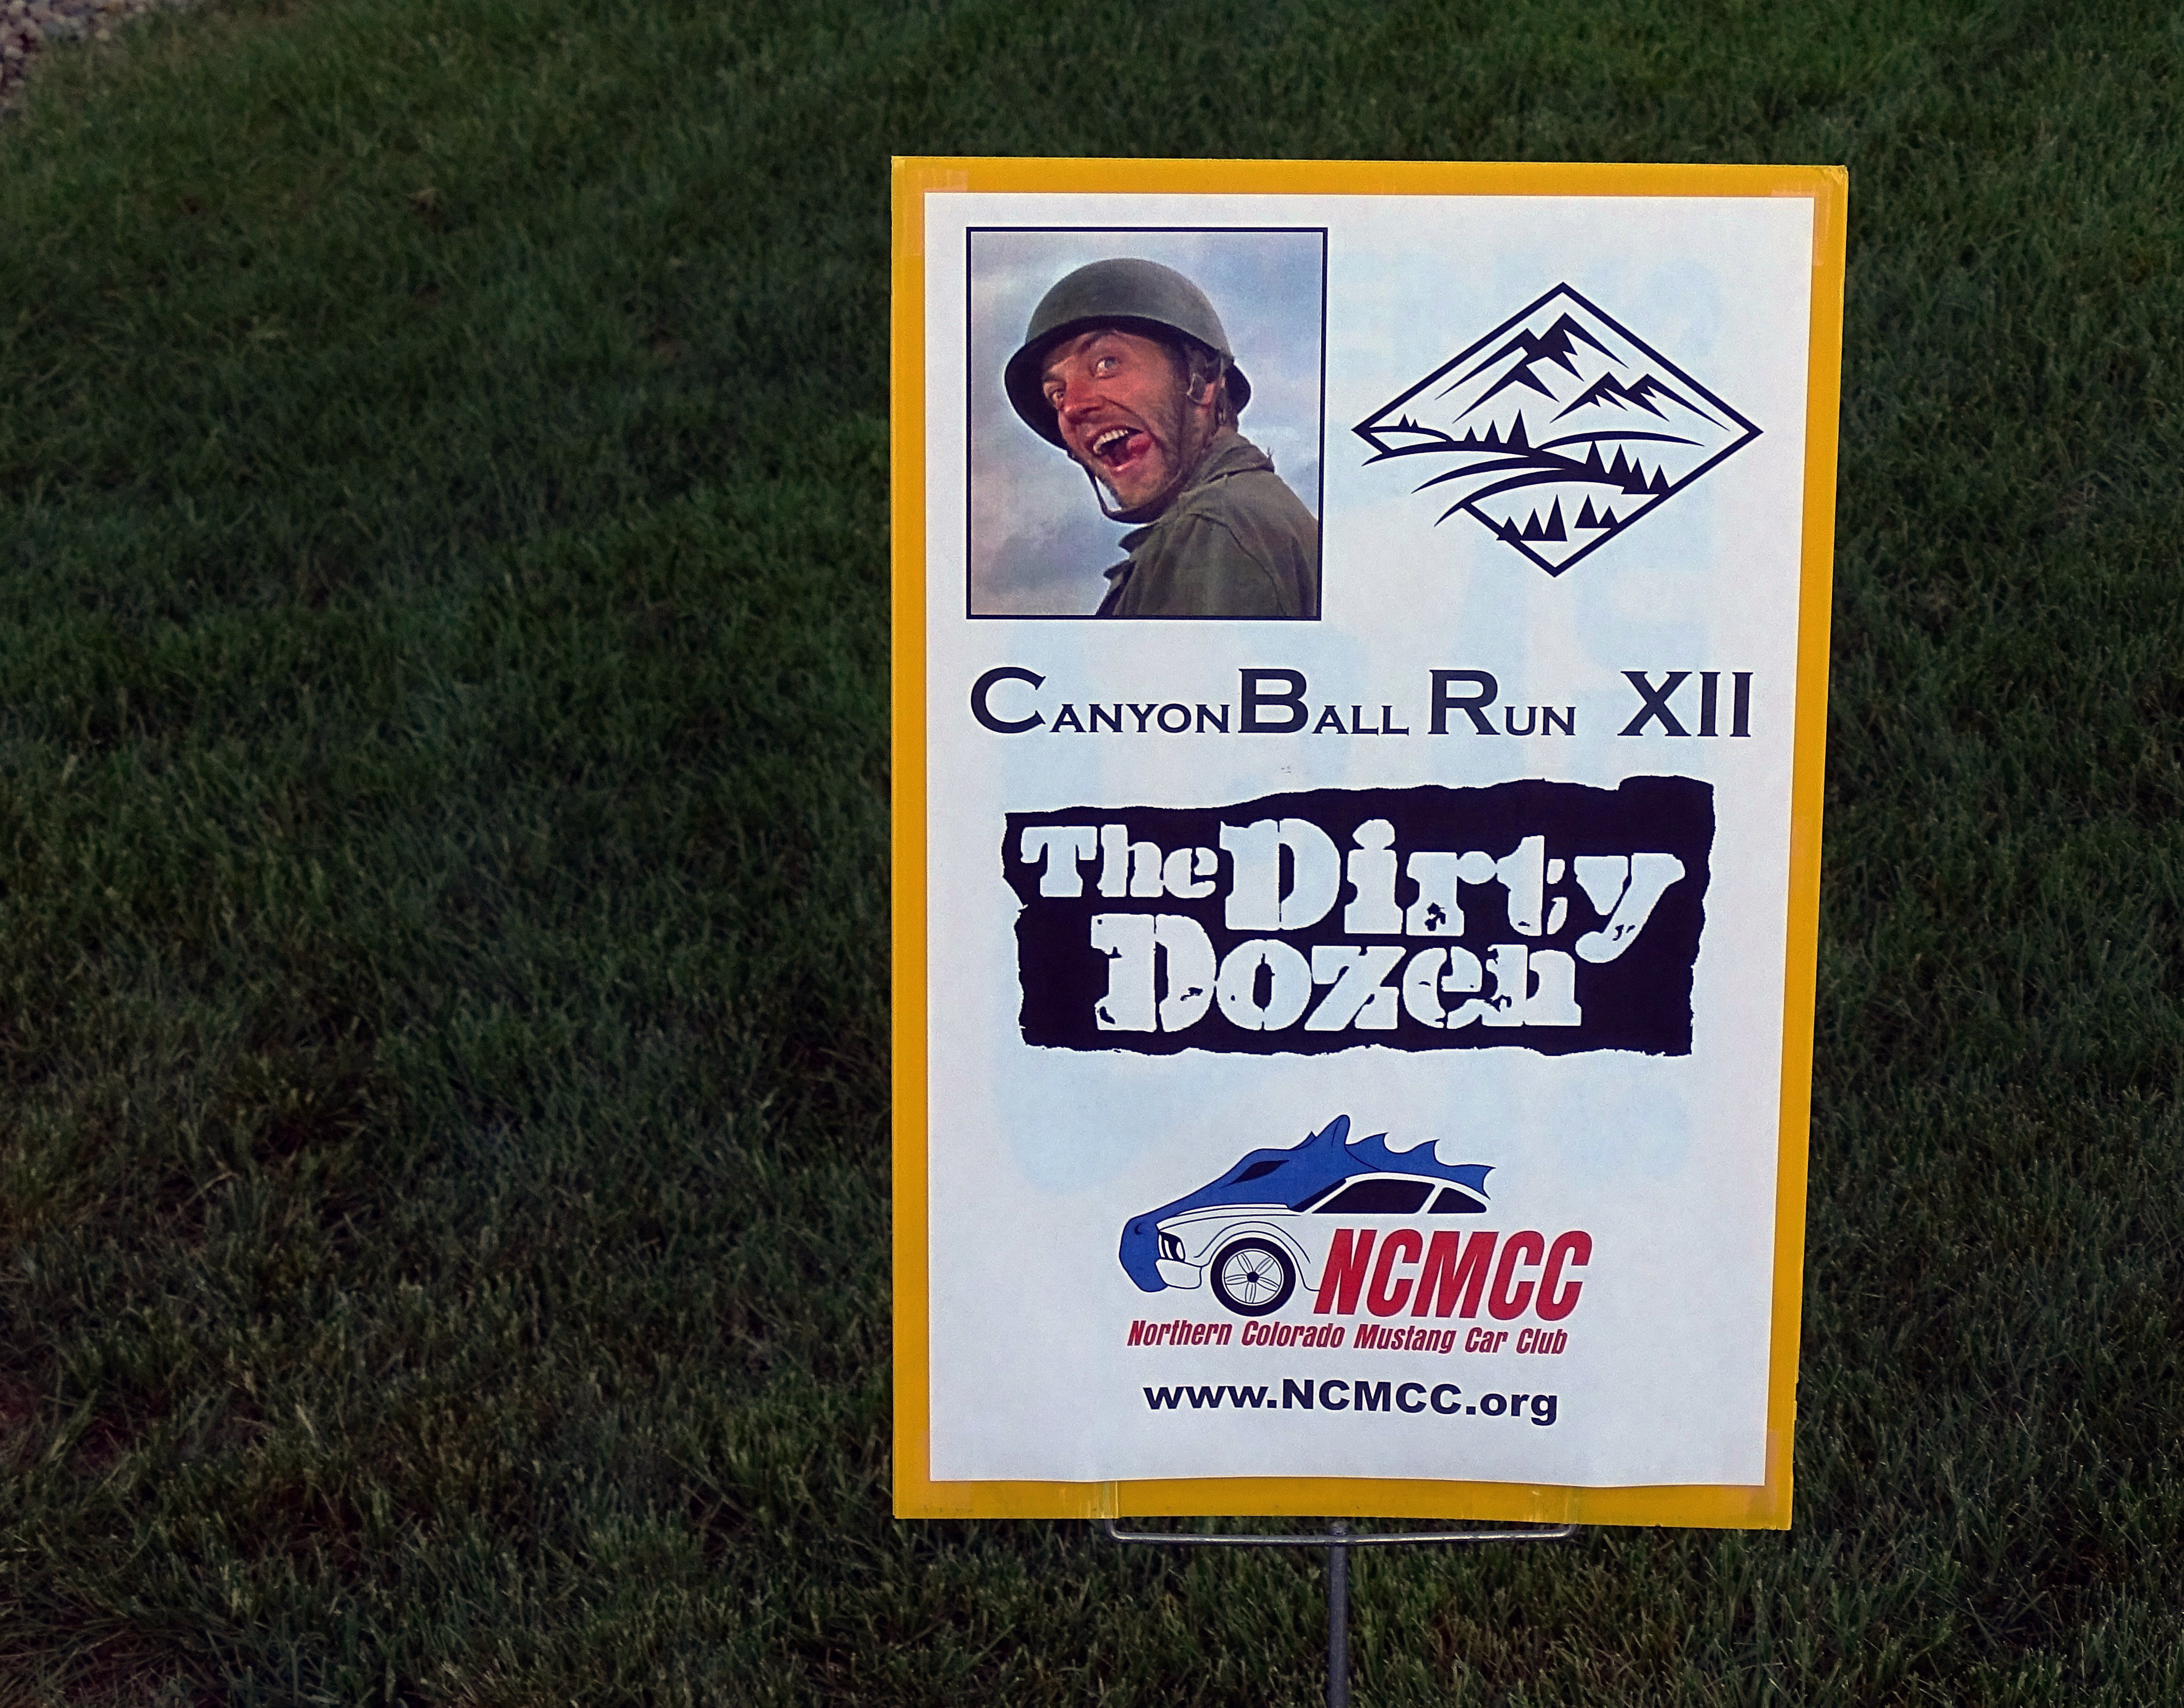 CanyonBall Run XII
The Dirty
Dozen
NCMCC
Northern Colorado Mustang Car Club
www.NCMCC.org